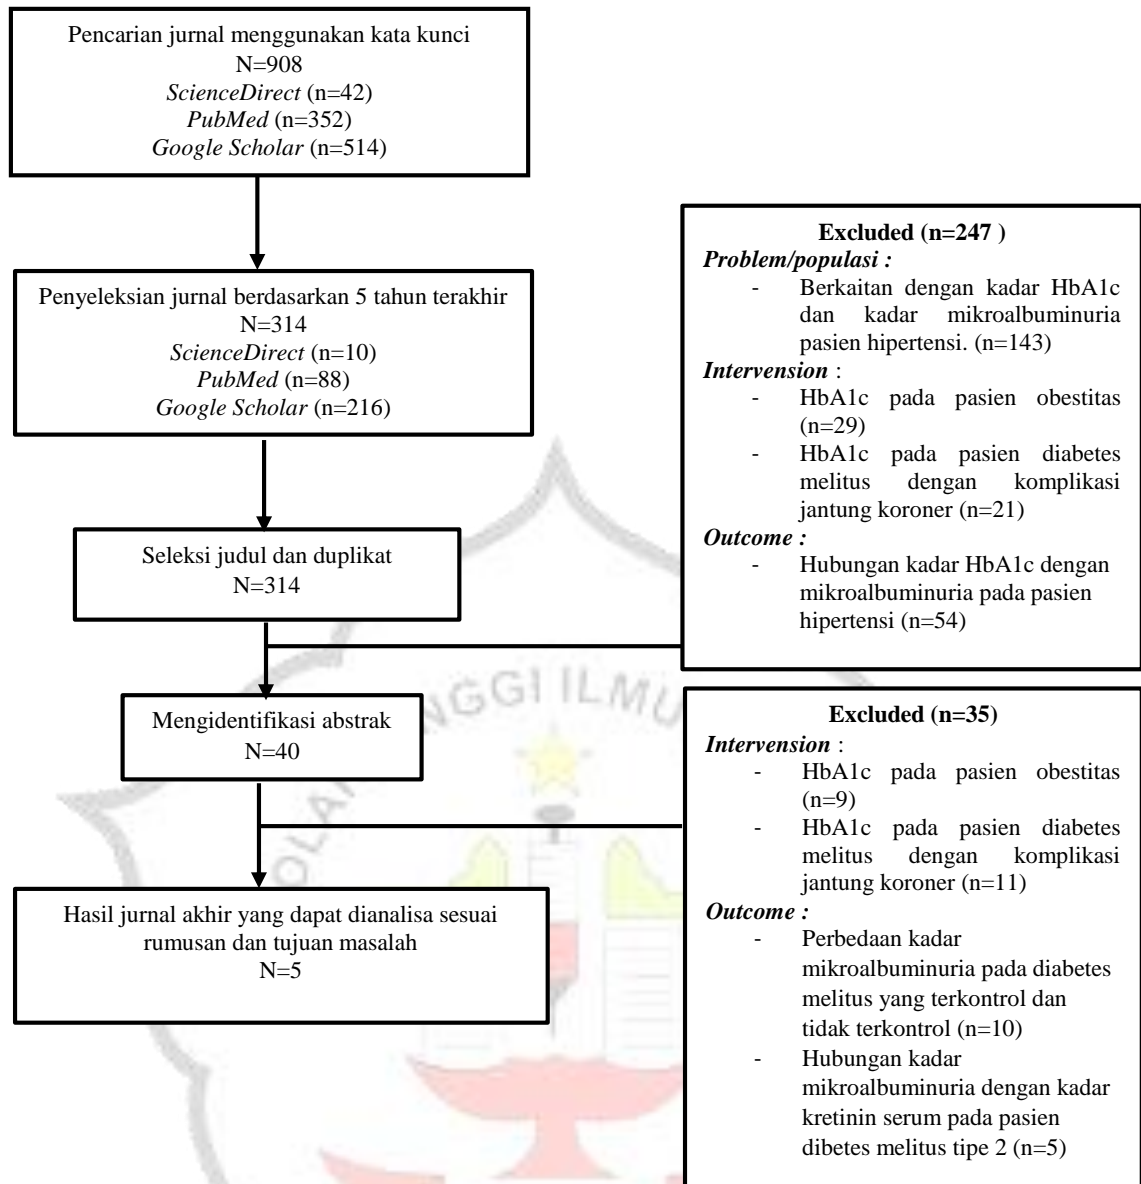 Pencarian jurnal menggunakan kata kunci
N=908
ScienceDirect (n=42)
PubMed (n=352)
Google Scholar (n=514)
Penyeleksian jurnal berdasarkan 5 tahun terakhir
N=314
ScienceDirect (n=10)
PubMed (n=88)
Google Scholar (n=216)
Seleksi judul dan duplikat
N=314
Excluded (n=247 )
Problem/populasi :
- Berkaitan dengan kadar HbA1c
dan kadar mikroalbuminuria
pasien hipertensi. (n=143)
Intervension :
- HbA1c pada pasien obestitas
(n=29)
- HbA1c pada pasien diabetes
melitus dengan komplikasi
jantung koroner (n=21)
Outcome :
- Hubungan kadar HbA1c dengan
mikroalbuminuria pada pasien
hipertensi (n=54)
Mengidentifikasi abstrak
N=40
Excluded (n=35)
Intervension :
- HbA1c pada pasien obestitas
(n=9)
- HbA1c pada pasien diabetes
melitus dengan komplikasi
jantung koroner (n=11)
Outcome :
- Perbedaan kadar
mikroalbuminuria pada diabetes
melitus yang terkontrol dan
tidak terkontrol (n=10)
- Hubungan kadar
mikroalbuminuria dengan kadar
kretinin serum pada pasien
dibetes melitus tipe 2 (n=5)
Hasil jurnal akhir yang dapat dianalisa sesuai
rumusan dan tujuan masalah
N=5